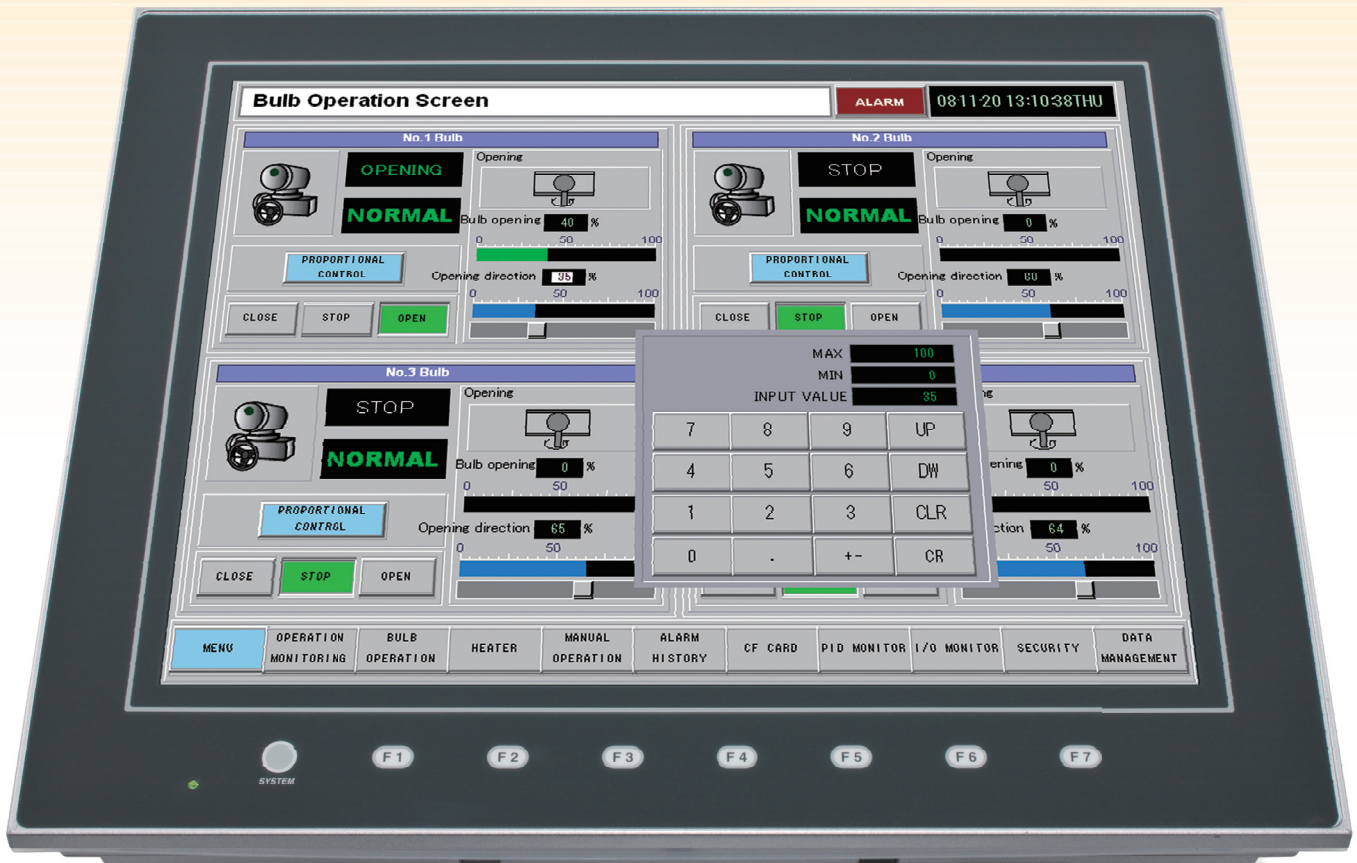 Bulb Operation Screen
ALARM
08-11-20 13:10:38THU
No.1 Bulb
OPENING
NORMAL
Opening
Bulb opening 40 %
0 50 100
PROPORTIONAL
CONTROL
Opening direction 35 %
0 50 100
CLOSE STOP OPEN
No.2 Bulb
STOP
NORMAL
Opening
Bulb opening 0 %
0 50 100
PROPORTIONAL
CONTROL
Opening direction 60 %
0 50 100
CLOSE STOP OPEN
No.3 Bulb
STOP
NORMAL
Opening
Bulb opening 0 %
0 50
PROPORTIONAL
CONTROL
Opening direction 65 %
0 50
CLOSE STOP OPEN
MAX 100
MIN 0
INPUT VALUE 35
7 8 9 UP
4 5 6 DW
1 2 3 CLR
0 . +- CR
ening 0 %
50 100
ction 64 %
50 100
MENU
OPERATION
MONITORING
BULB
OPERATION
HEATER
MANUAL
OPERATION
ALARM
HISTORY
CF CARD
PID MONITOR
I/O MONITOR
SECURITY
DATA
MANAGEMENT
SYSTEM
F1 F2 F3 F4 F5 F6 F7